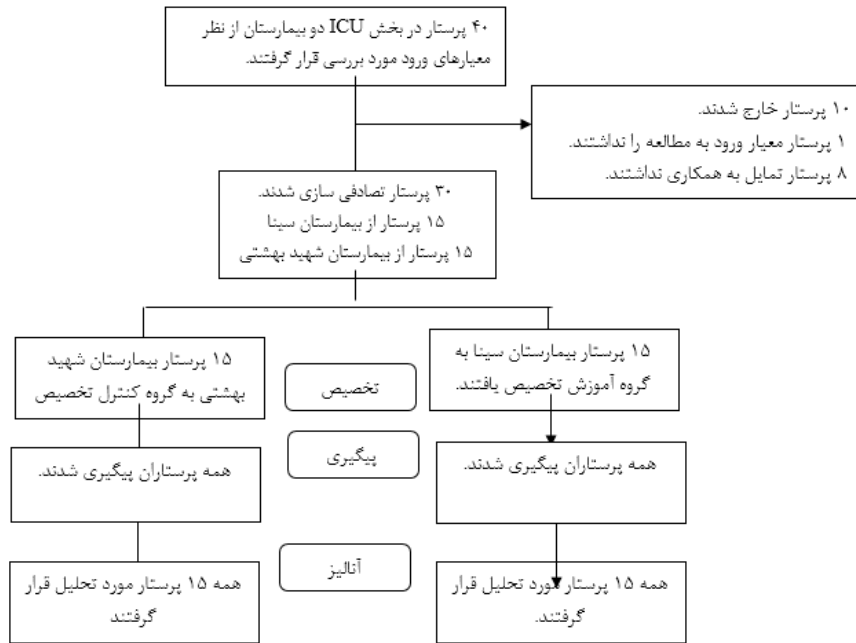 ۴۰ پرستار در بخش ICU دو بیمارستان از نظر
معیارهای ورود مورد بررسی قرار گرفتند.
۱۰ پرستار خارج شدند.
۱ پرستار معیار ورود به مطالعه را نداشتند.
۸ پرستار تمایل به همکاری نداشتند.
۳۰ پرستار تصادفی سازی شدند.
۱۵ پرستار از بیمارستان سینا
۱۵ پرستار از بیمارستان شهید بهشتی
۱۵ پرستار بیمارستان سینا به
گروه آموزش تخصیص یافتند.
تخصیص
۱۵ پرستار بیمارستان شهید
بهشتی به گروه کنترل تخصیص
همه پرستاران پیگیری شدند.
پیگیری
همه پرستاران پیگیری شدند.
همه ۱۵ پرستار مورد تحلیل قرار
گرفتند.
آنالیز
همه ۱۵ پرستار مورد تحلیل قرار
گرفتند